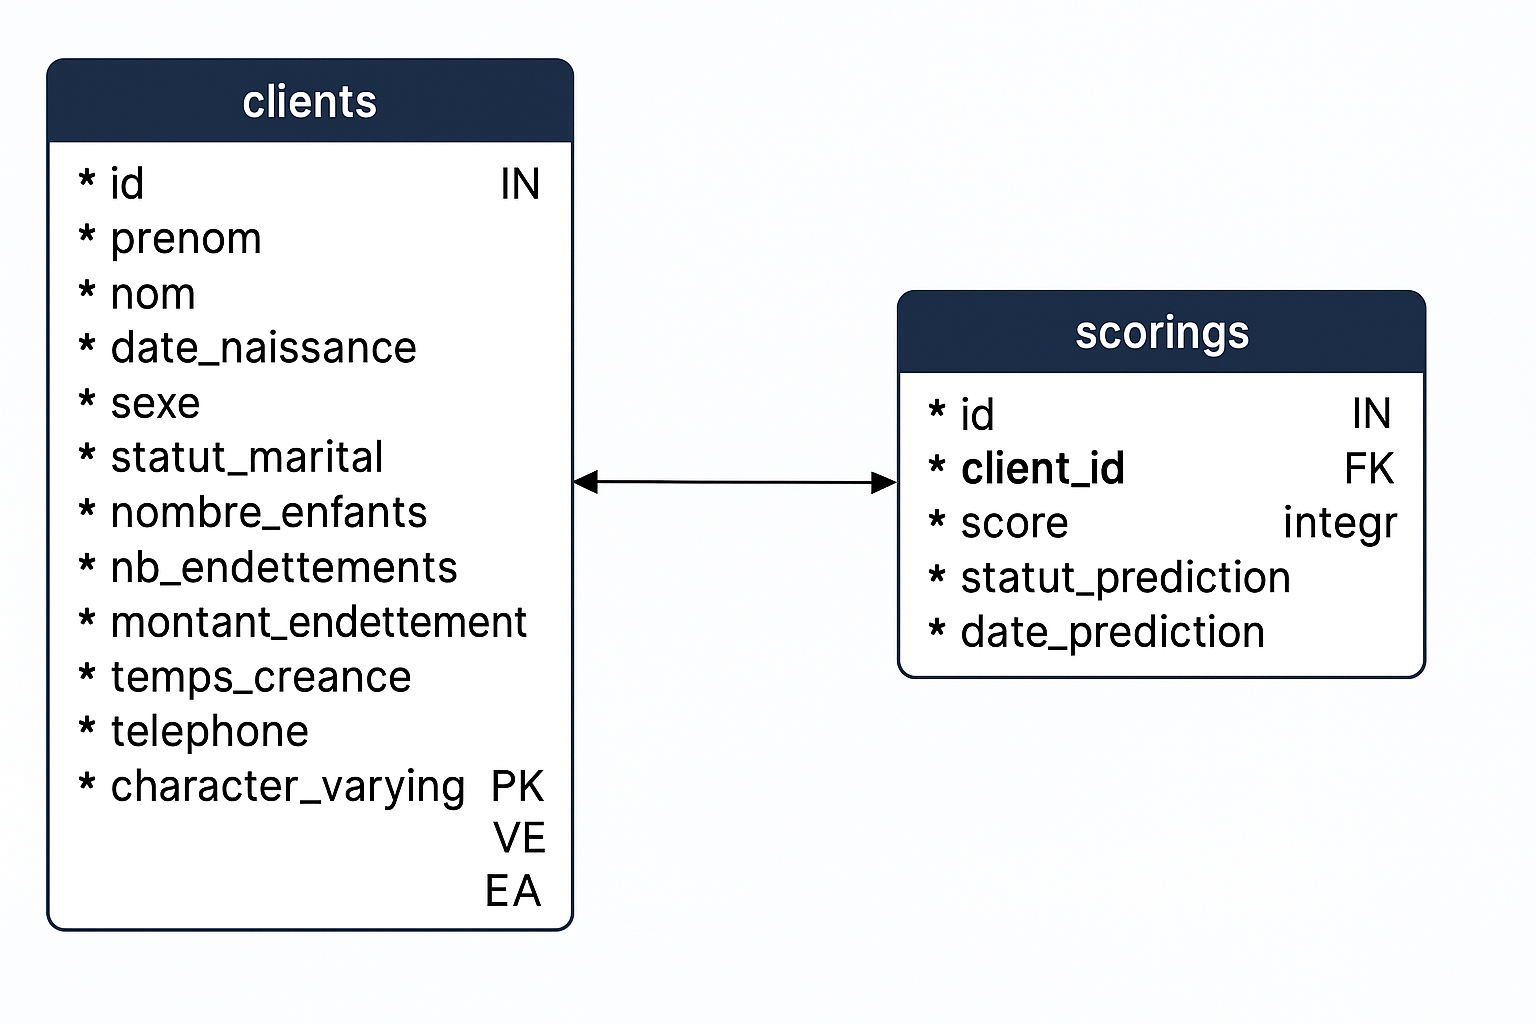 clients
* id IN
* prenom
* nom
* date_naissance
* sexe
* statut_marital
* nombre_enfants
* nb_endettements
* montant_endettement
* temps_creance
* telephone
* character_varying PK
VE
EA
scorings
* id IN
* client_id FK
* score integr
* statut_prediction
* date_prediction